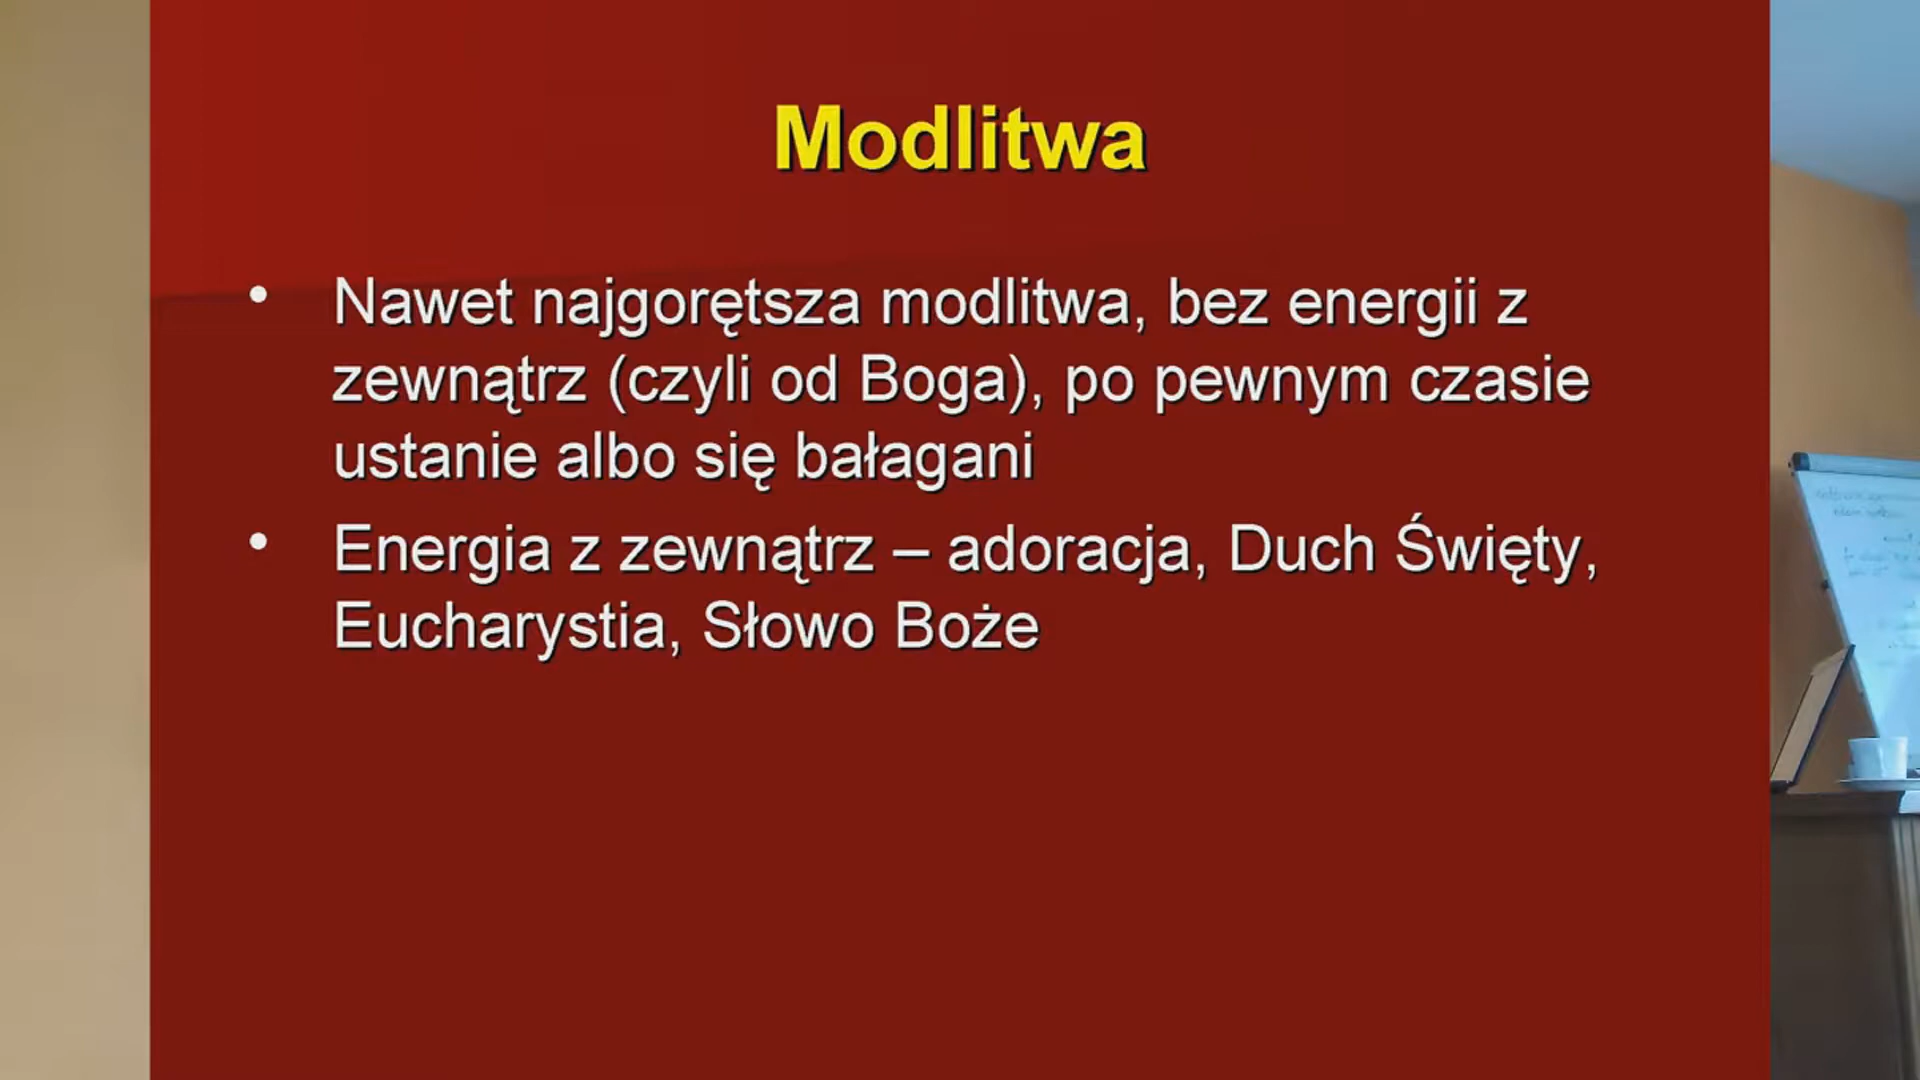 Modlitwa
• Nawet najgorętsza modlitwa, bez energii z
zewnątrz (czyli od Boga), po pewnym czasie
ustanie albo się bałagani
• Energia z zewnątrz – adoracja, Duch Święty,
Eucharystia, Słowo Boże